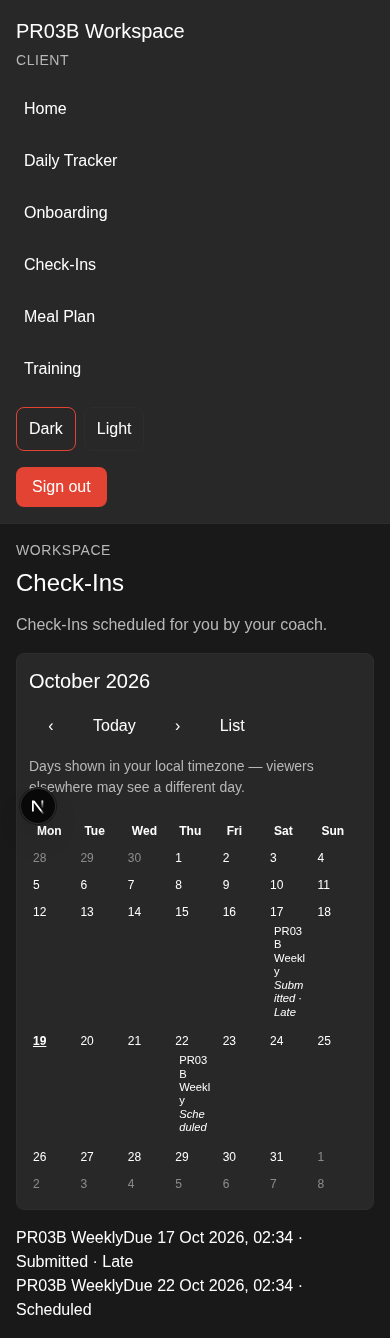 PR03B Workspace
CLIENT
Home
Daily Tracker
Onboarding
Check-Ins
Meal Plan
Training
Dark Light
Sign out
WORKSPACE
Check-Ins
Check-Ins scheduled for you by your coach.
October 2026
‹ Today › List
Days shown in your local timezone — viewers
elsewhere may see a different day.
N
Mon Tue Wed Thu Fri Sat Sun
28 29 30 1 2 3 4
5 6 7 8 9 10 11
12 13 14 15 16 17 18
PR03
B
Weekl
y
Subm
itted ·
Late
19 20 21 22 23 24 25
PR03
B
Weekl
y
Sche
duled
26 27 28 29 30 31 1
2 3 4 5 6 7 8
PR03B WeeklyDue 17 Oct 2026, 02:34 ·
Submitted · Late
PR03B WeeklyDue 22 Oct 2026, 02:34 ·
Scheduled